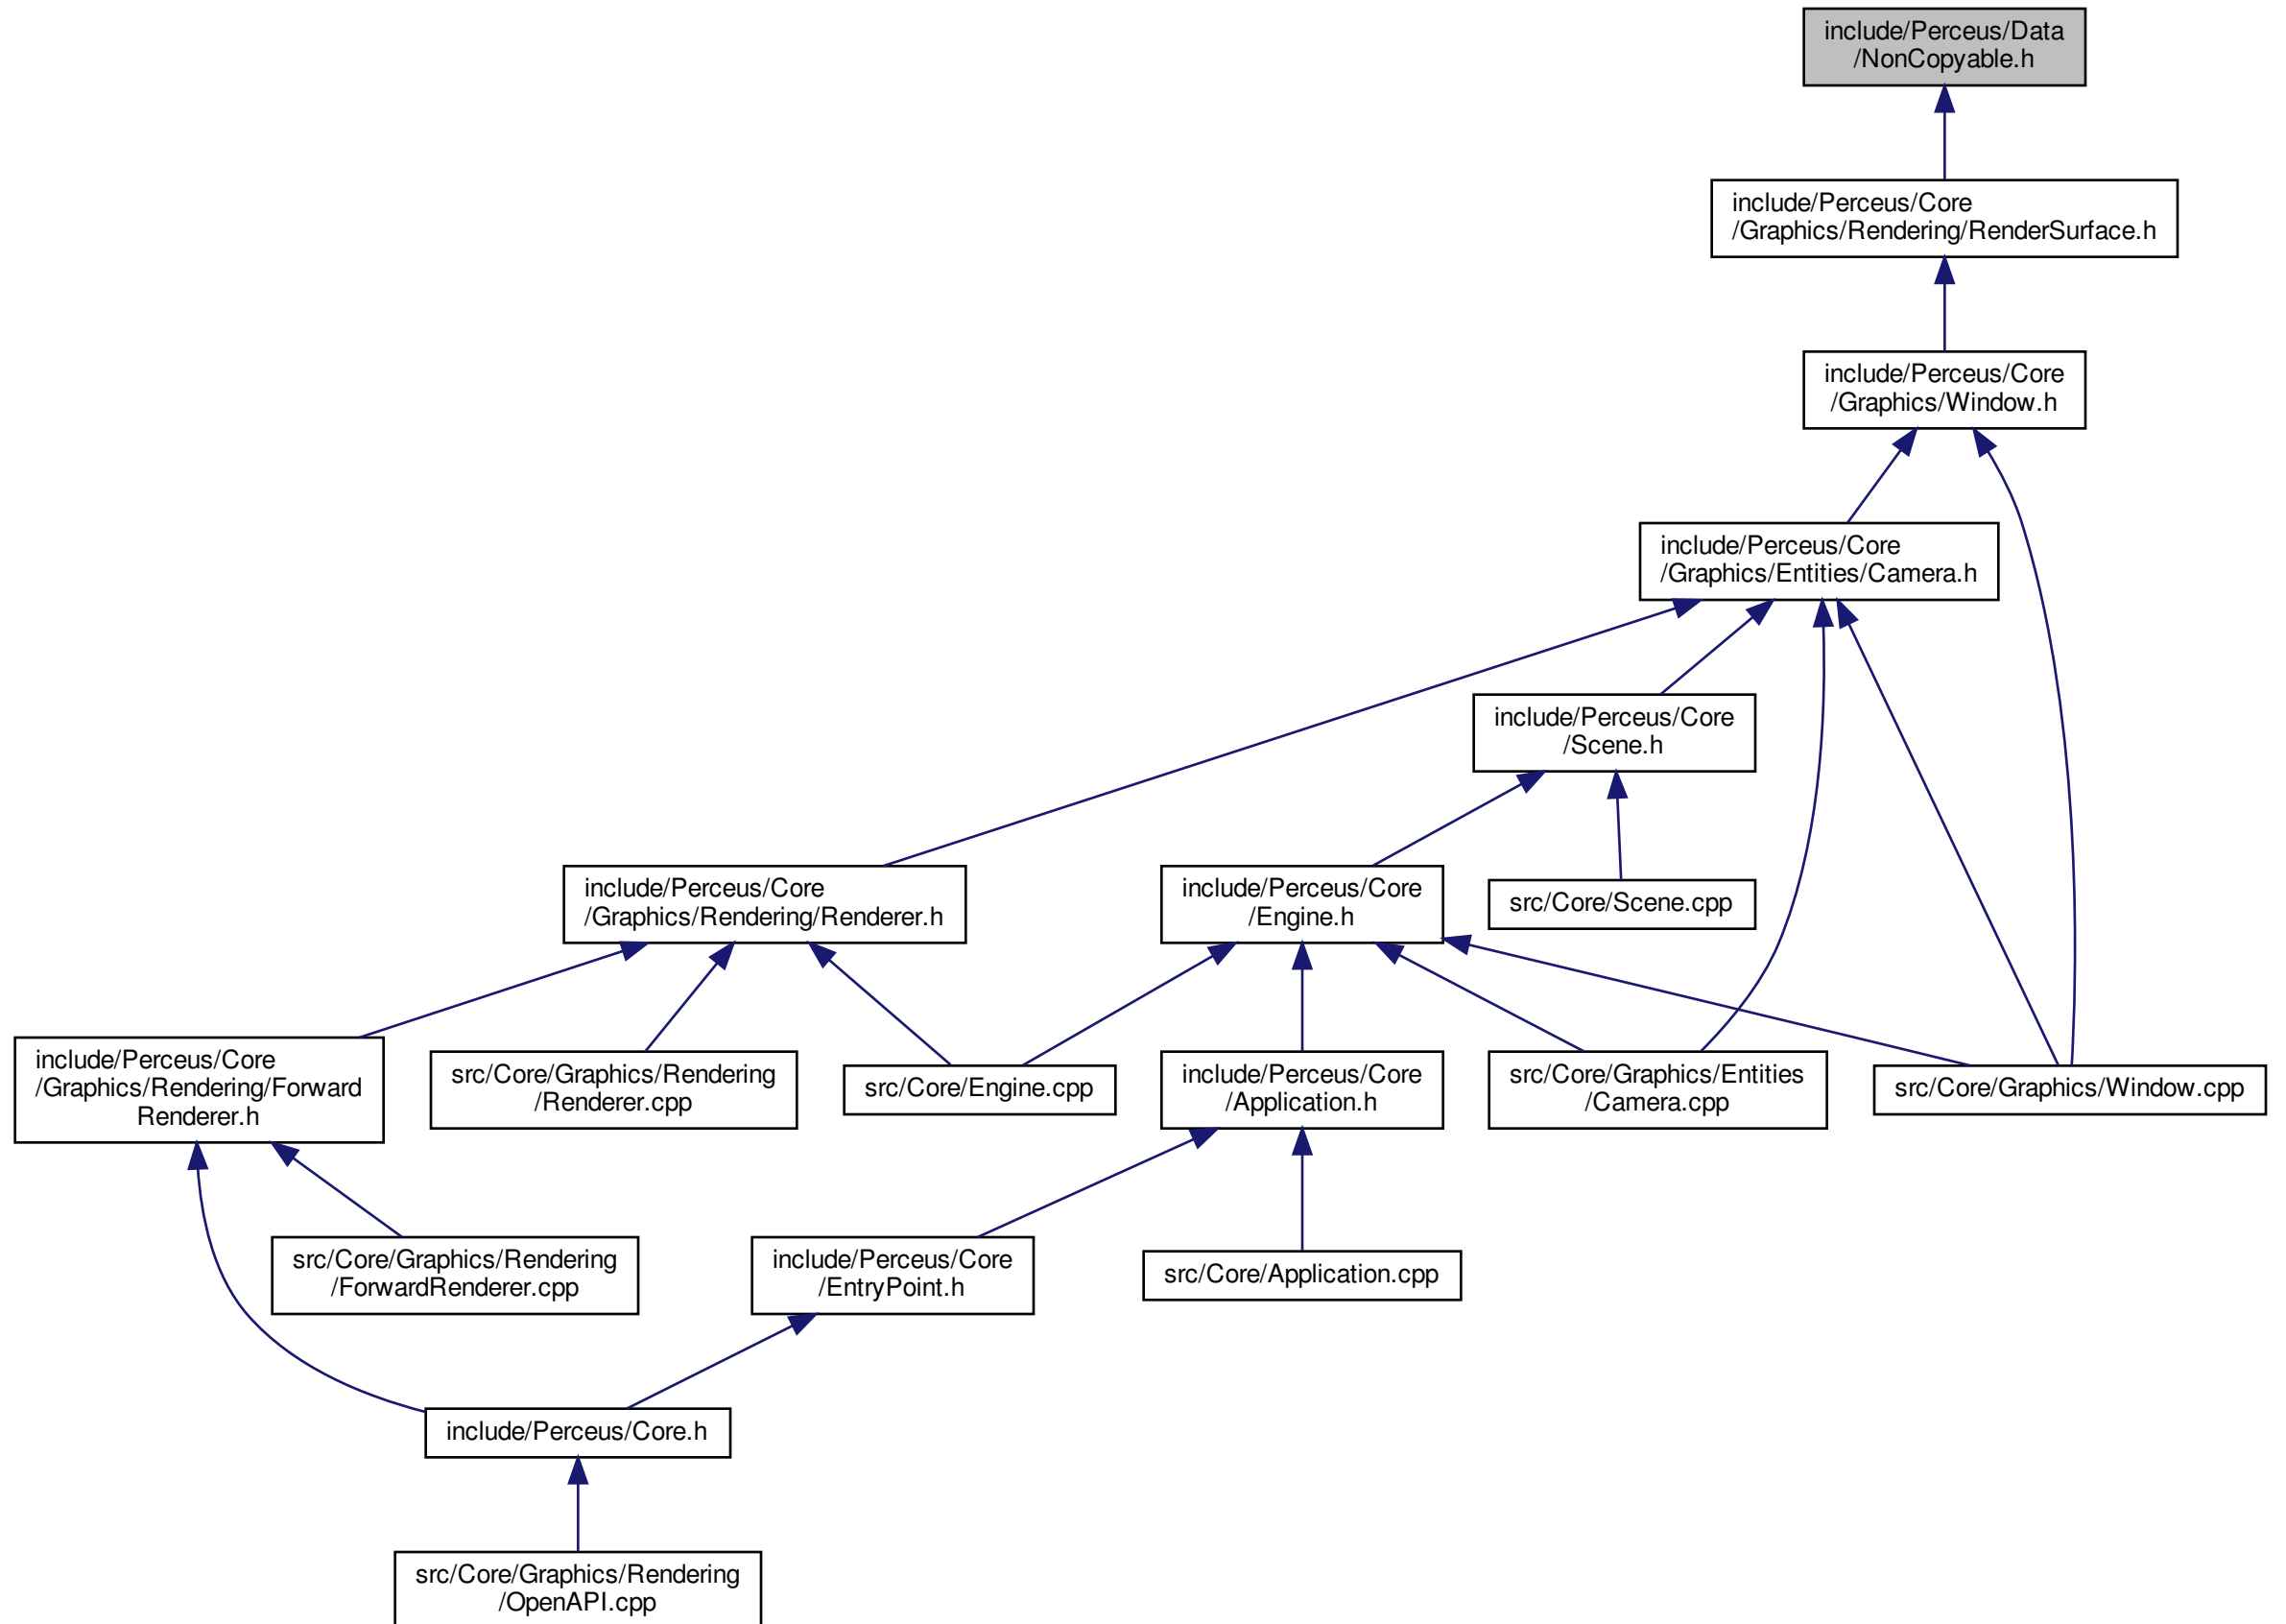 include/Perceus/Data
/NonCopyable.h
include/Perceus/Core
/Graphics/Rendering/RenderSurface.h
include/Perceus/Core
/Graphics/Window.h
include/Perceus/Core
/Graphics/Entities/Camera.h
include/Perceus/Core
/Scene.h
include/Perceus/Core
/Graphics/Rendering/Renderer.h
include/Perceus/Core
/Engine.h
src/Core/Scene.cpp
include/Perceus/Core
/Graphics/Rendering/Forward
Renderer.h
src/Core/Graphics/Rendering
/Renderer.cpp
src/Core/Engine.cpp
include/Perceus/Core
/Application.h
src/Core/Graphics/Entities
/Camera.cpp
src/Core/Graphics/Window.cpp
src/Core/Graphics/Rendering
/ForwardRenderer.cpp
include/Perceus/Core
/EntryPoint.h
src/Core/Application.cpp
include/Perceus/Core.h
src/Core/Graphics/Rendering
/OpenAPI.cpp